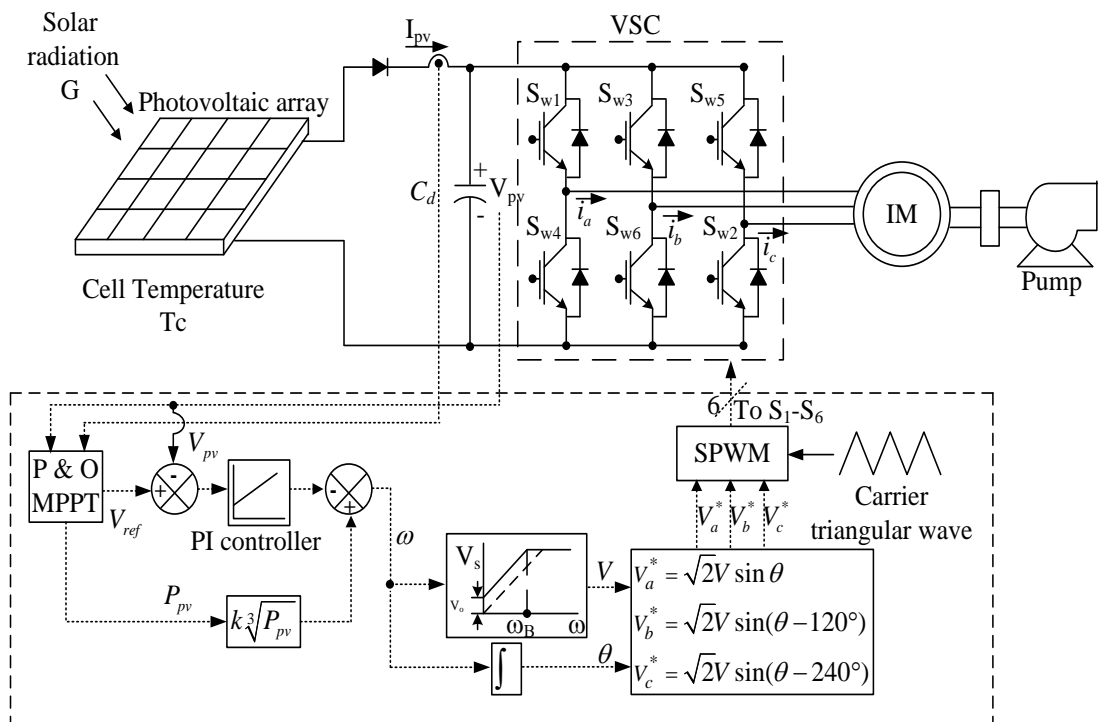 Solar
radiation
G
Photovoltaic array
I_pv
VSC
S_w1
S_w3
S_w5
C_d
+
V_pv
-
i_a
i_b
i_c
S_w4
S_w6
S_w2
IM
Pump
Cell Temperature
Tc
6
To S₁-S₆
SPWM
Carrier
triangular wave
V_a^*
V_b^*
V_c^*
P & O
MPPT
V_pv
-
+
V_ref
PI controller
-
+
ω
P_pv
k∛P_pv
V_s
V_o
ω_B
ω
V
∫
θ
V_a^* = √2V sin θ
V_b^* = √2V sin(θ − 120°)
V_c^* = √2V sin(θ − 240°)